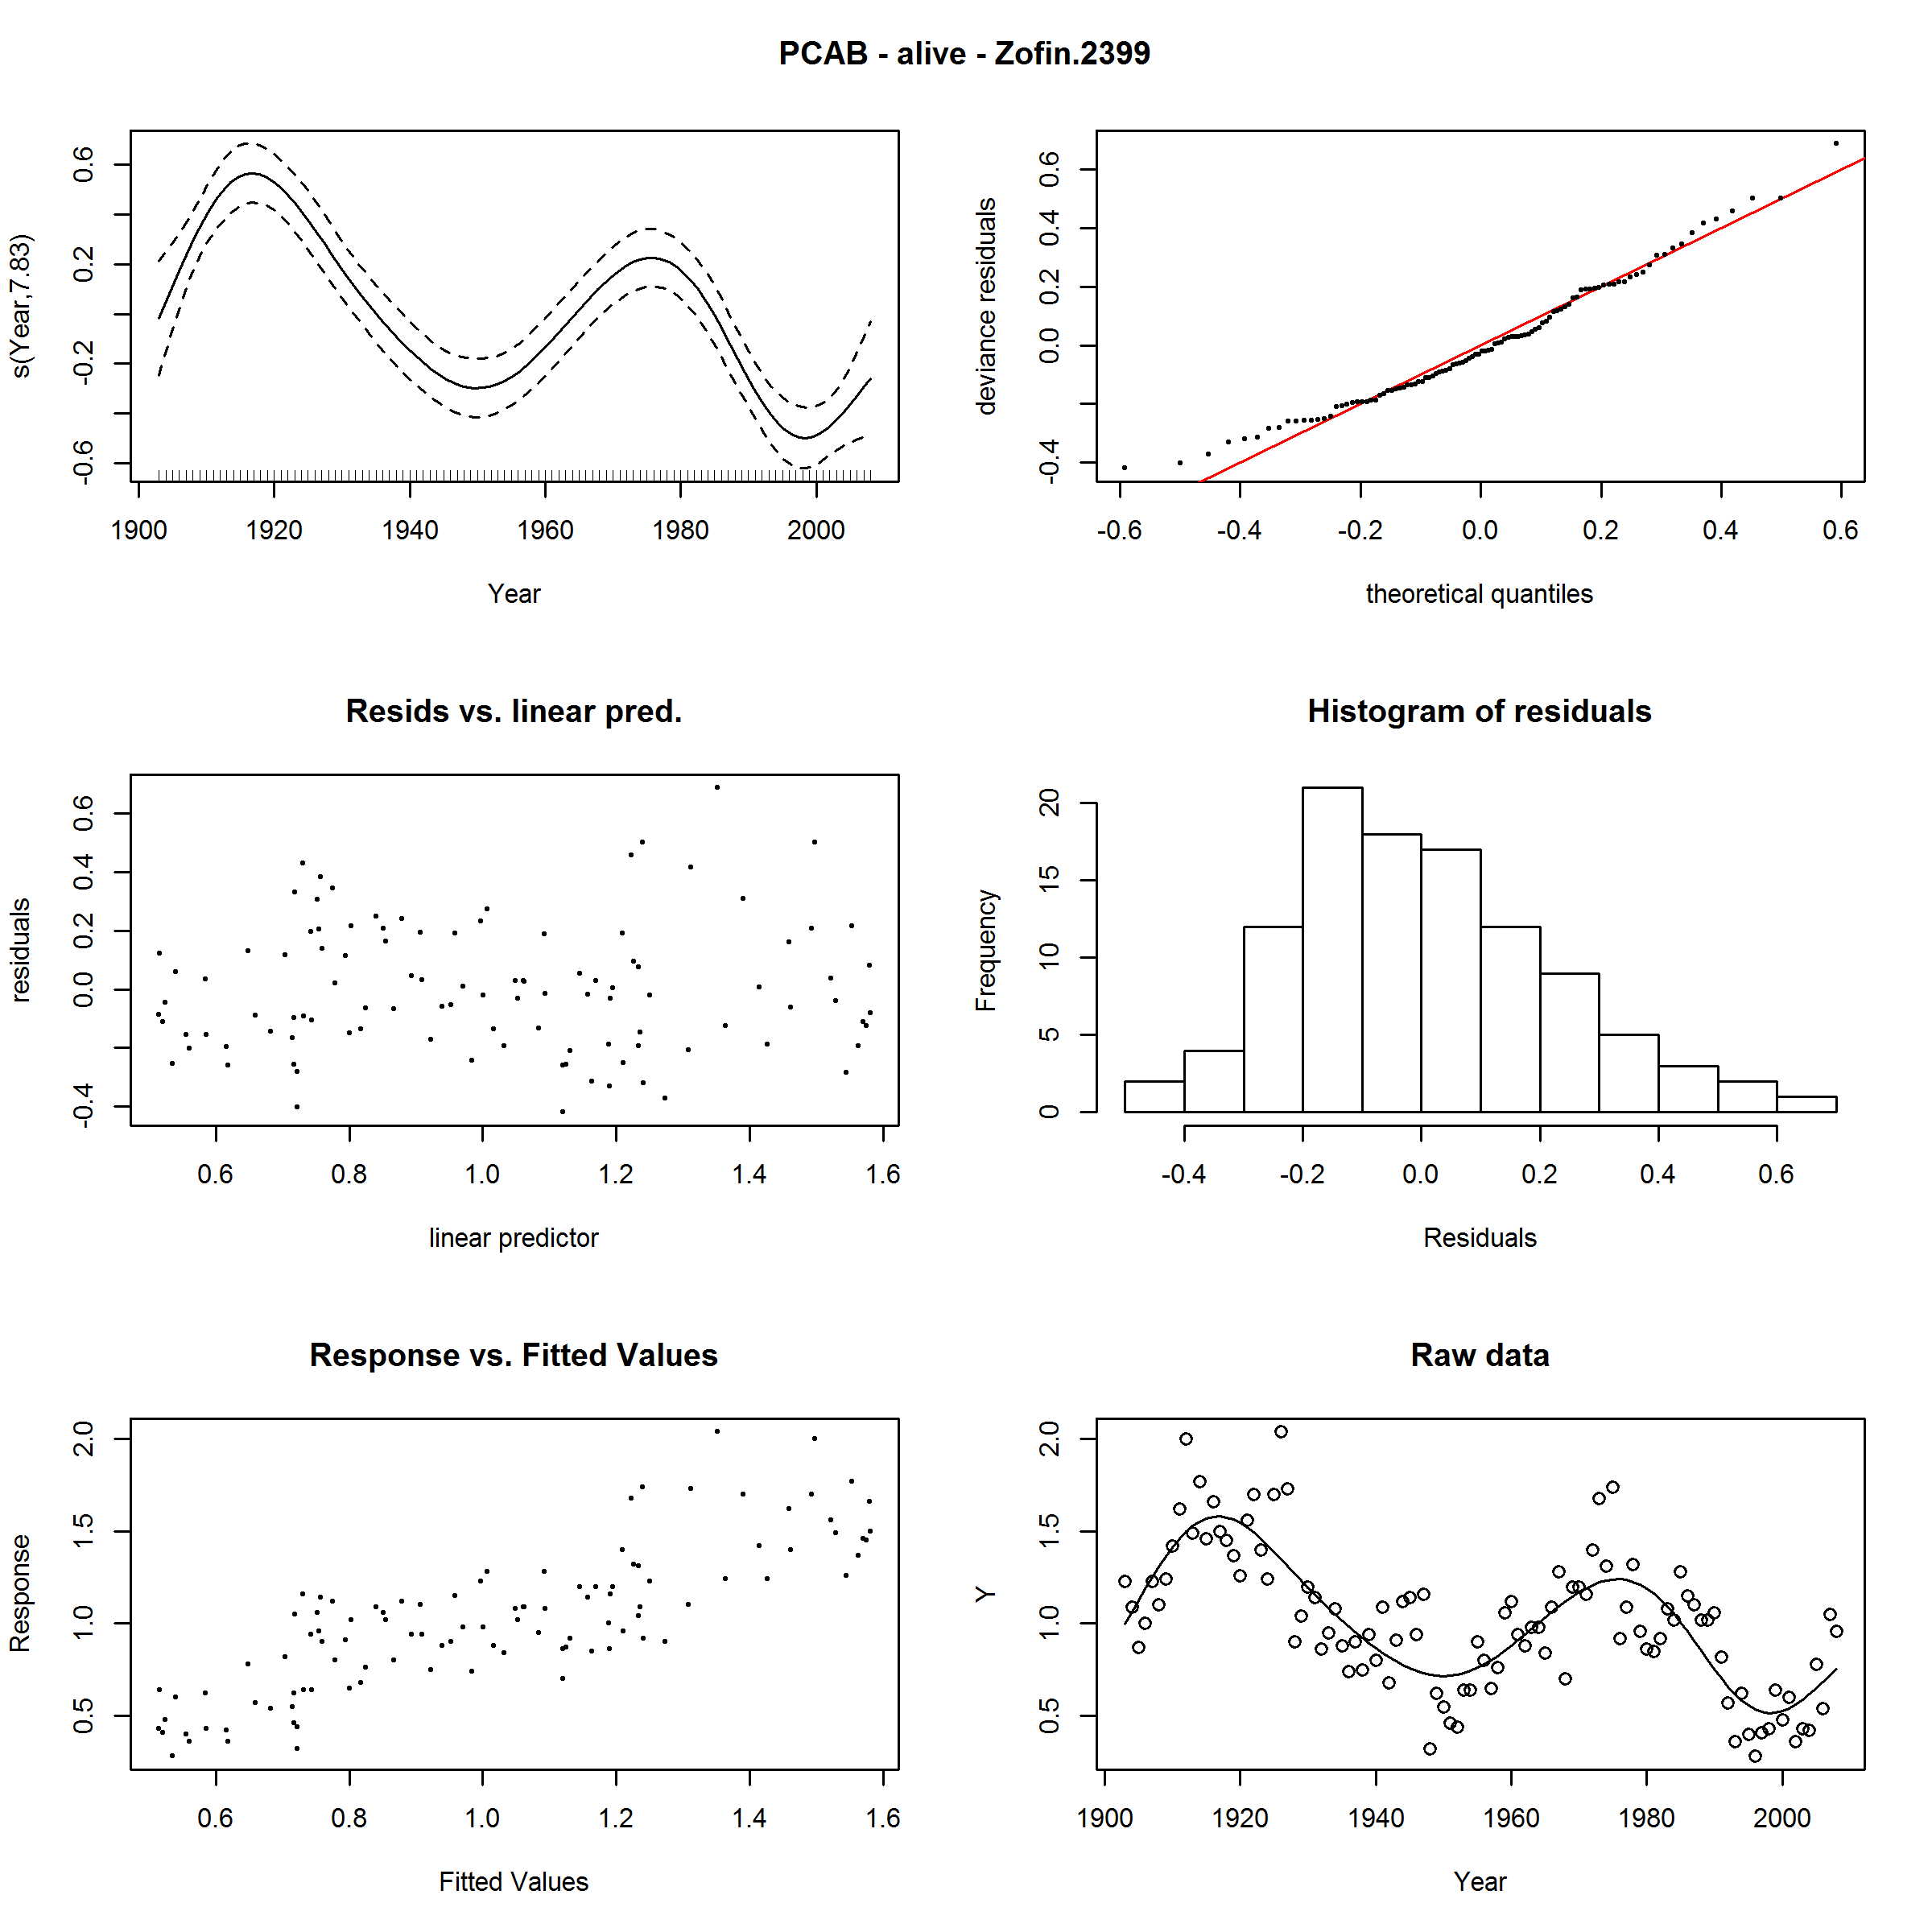 PCAB - alive - Zofin.2399
s(Year,7.83)
-0.6 -0.2 0.2 0.6
1900 1920 1940 1960 1980 2000
Year
deviance residuals
-0.4 0.0 0.2 0.4 0.6
-0.6 -0.4 -0.2 0.0 0.2 0.4 0.6
theoretical quantiles
Resids vs. linear pred.
residuals
-0.4 0.0 0.2 0.4 0.6
0.6 0.8 1.0 1.2 1.4 1.6
linear predictor
Histogram of residuals
Frequency
0 5 10 15 20
-0.4 -0.2 0.0 0.2 0.4 0.6
Residuals
Response vs. Fitted Values
Response
0.5 1.0 1.5 2.0
0.6 0.8 1.0 1.2 1.4 1.6
Fitted Values
Raw data
Y
0.5 1.0 1.5 2.0
1900 1920 1940 1960 1980 2000
Year